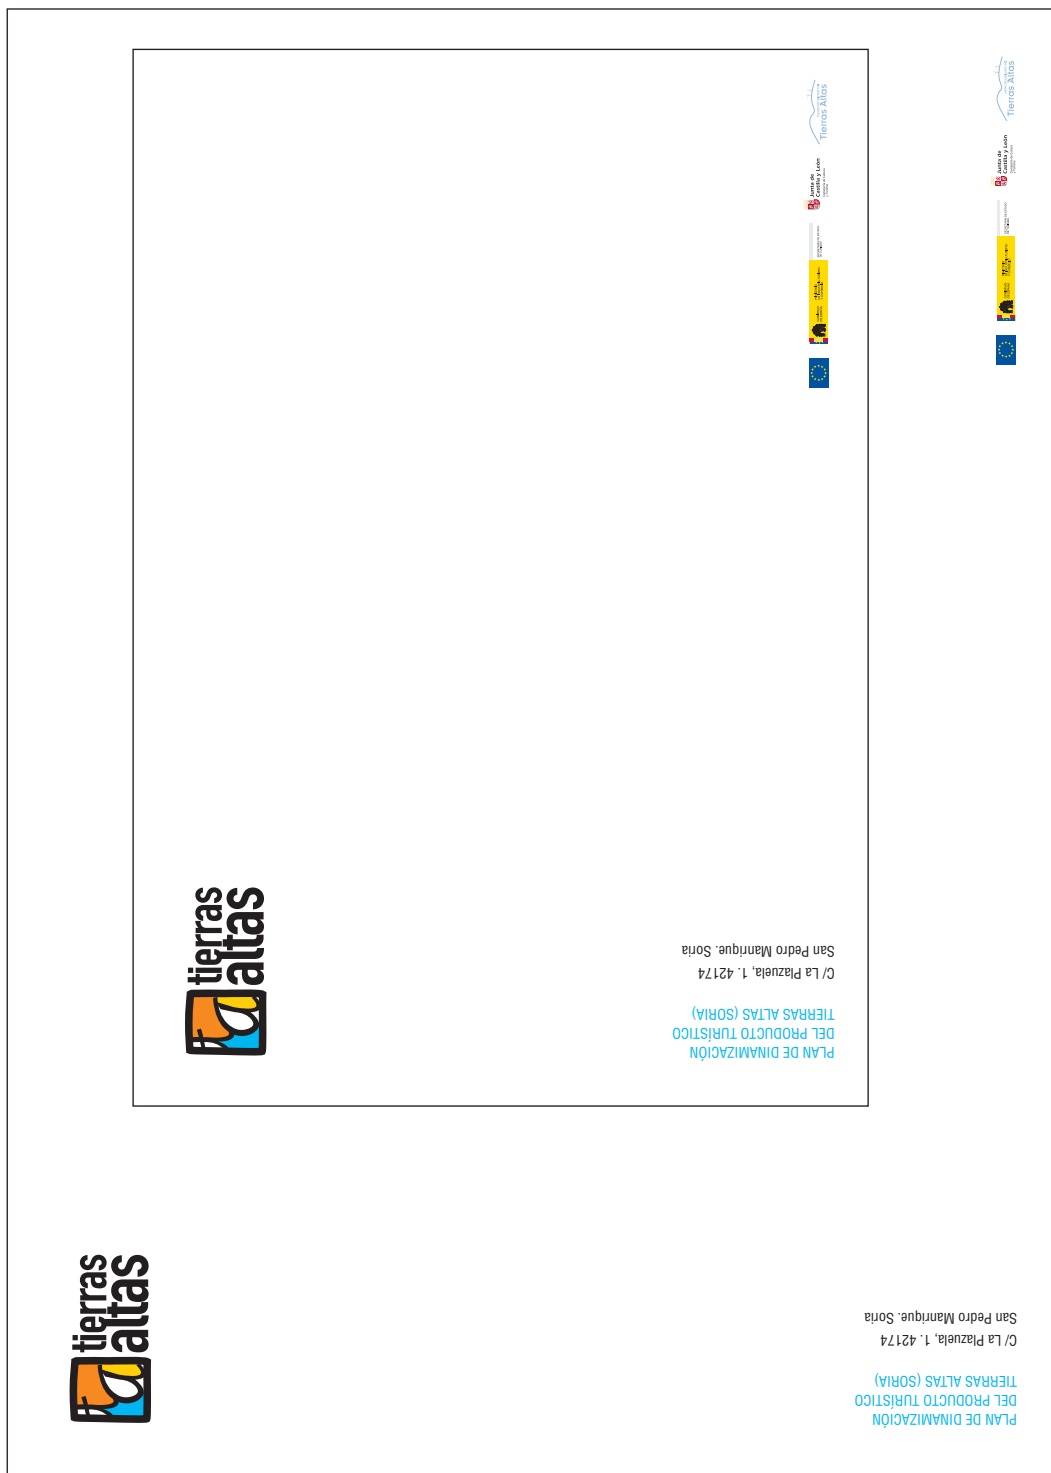 tierras
altas
PLAN DE DINAMIZACIÓN
DEL PRODUCTO TURÍSTICO
TIERRAS ALTAS (SORIA)
C/ La Plazuela, 1. 42174
San Pedro Manrique. Soria
Tierras Altas
Junta de
Castilla y León
tierras
altas
PLAN DE DINAMIZACIÓN
DEL PRODUCTO TURÍSTICO
TIERRAS ALTAS (SORIA)
C/ La Plazuela, 1. 42174
San Pedro Manrique. Soria
Tierras Altas
Junta de
Castilla y León